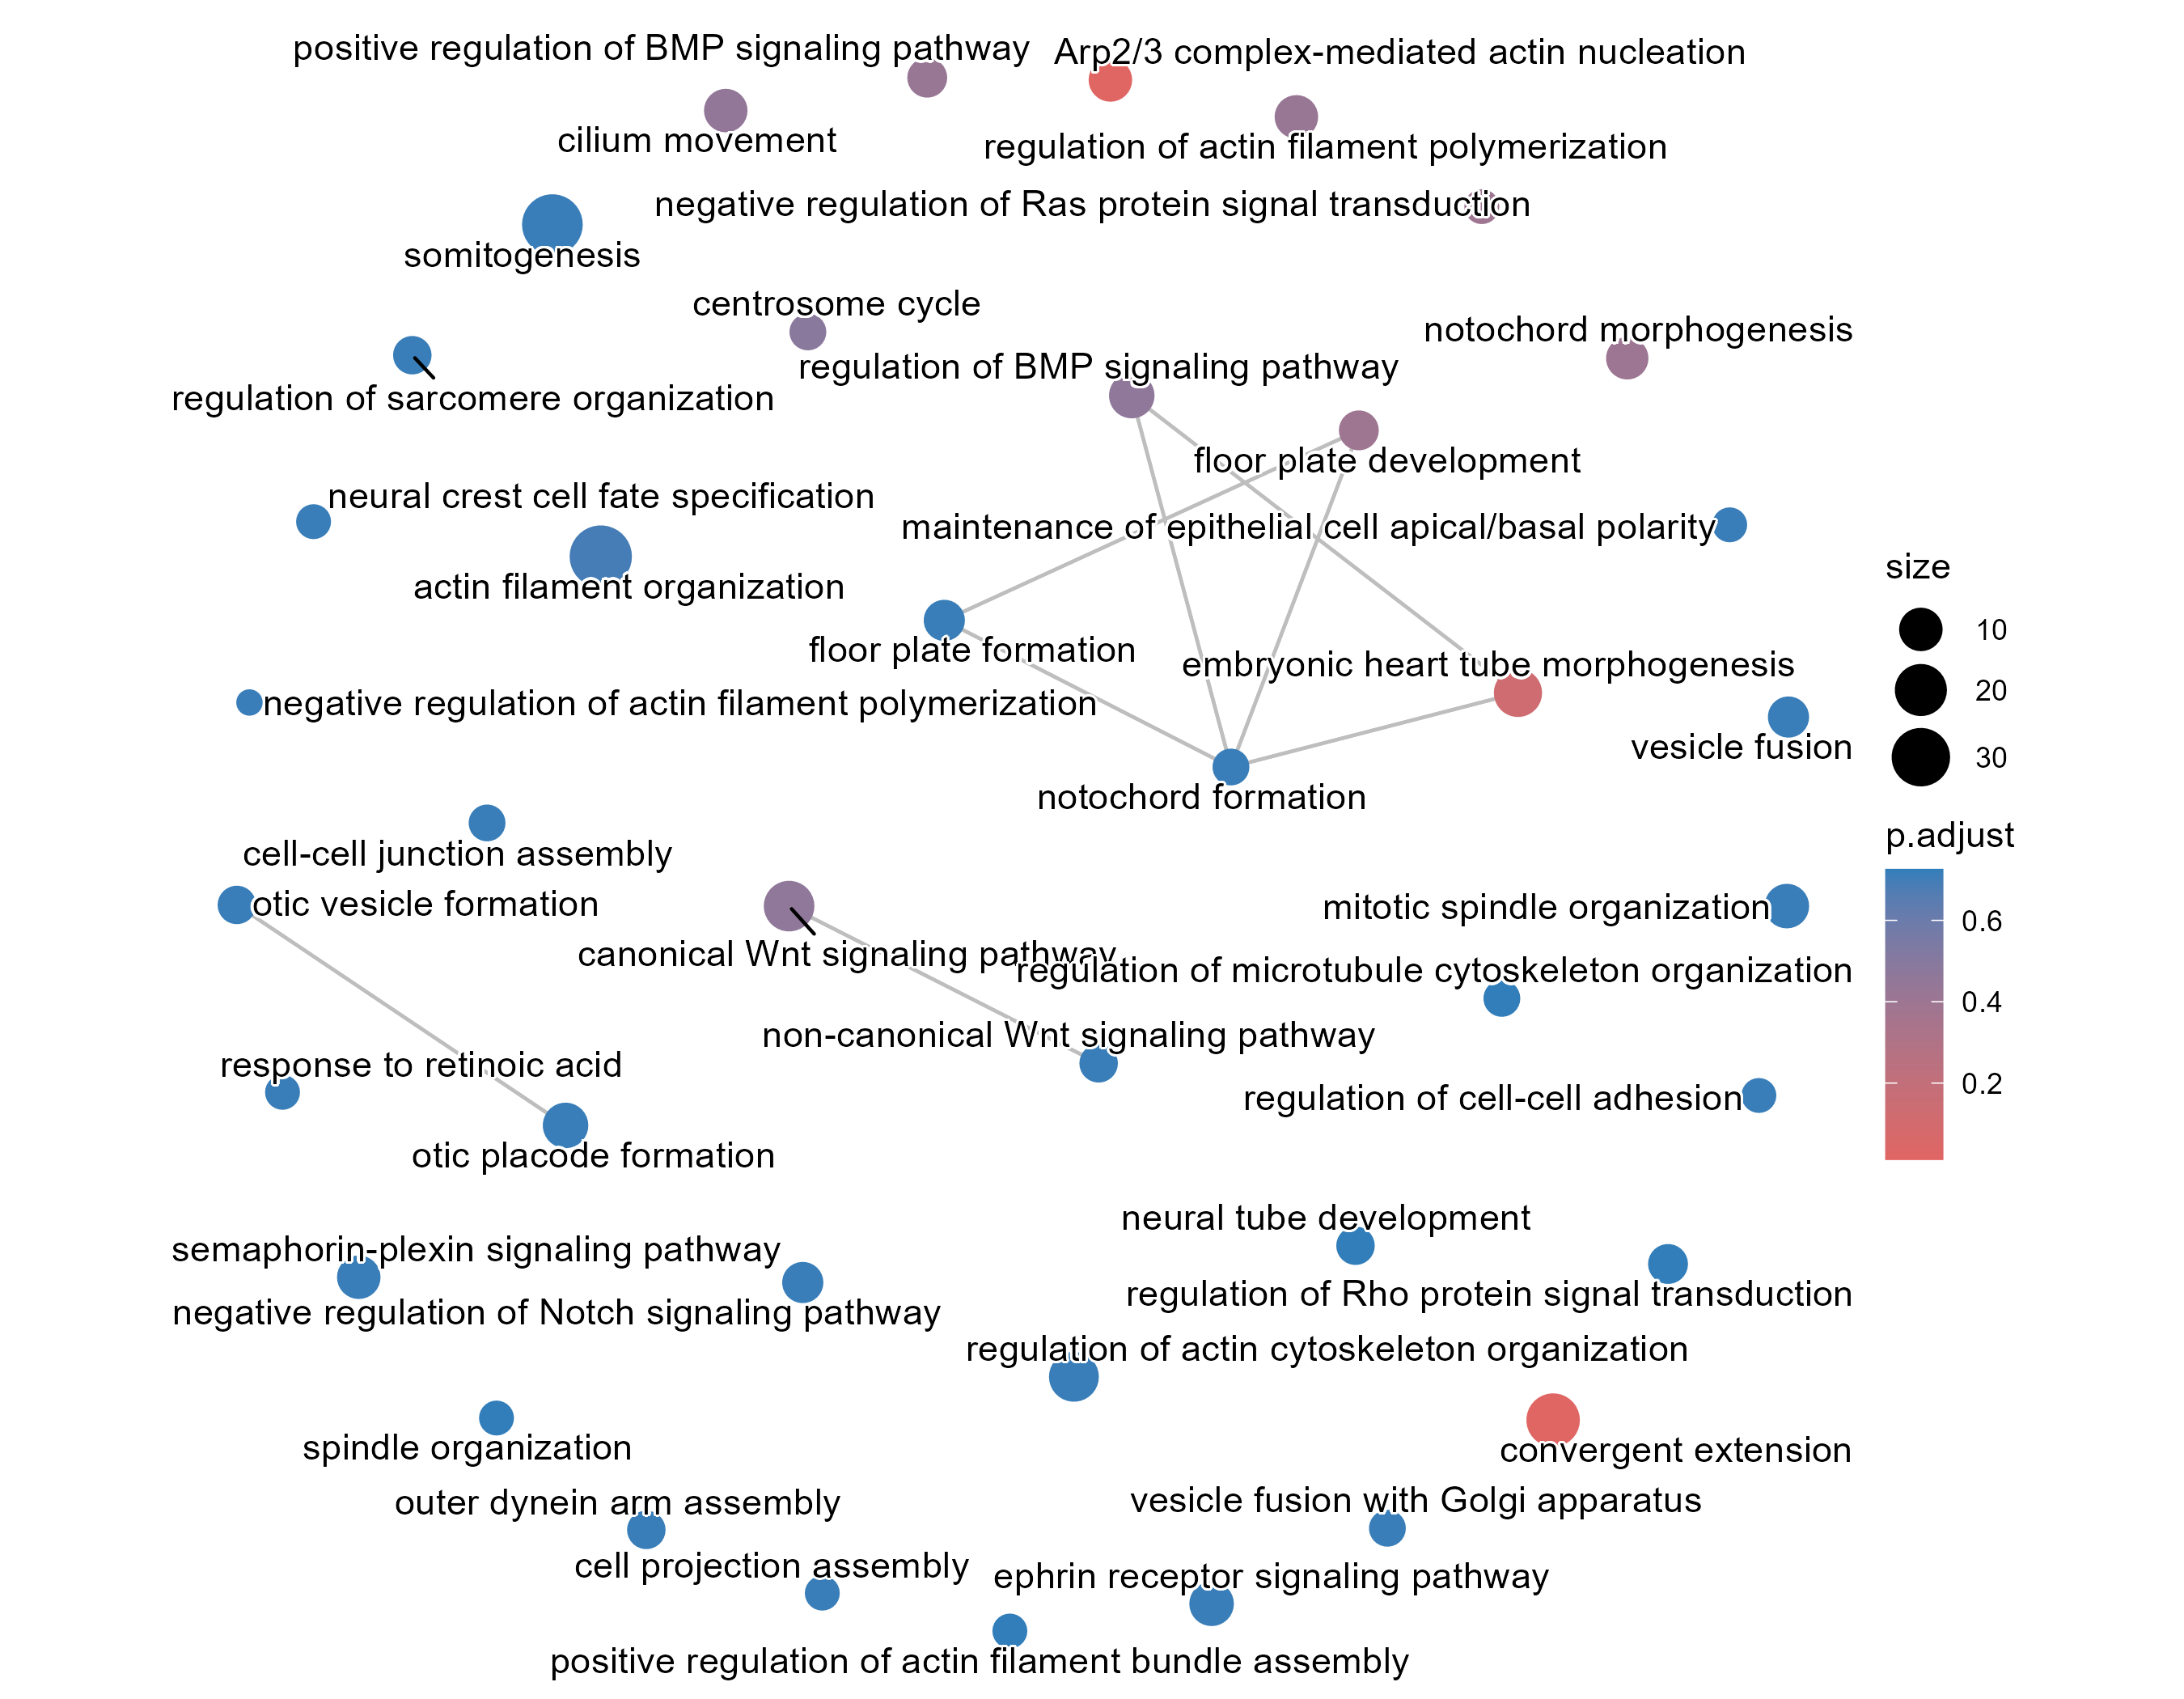 positive regulation of BMP signaling pathway
Arp2/3 complex-mediated actin nucleation
cilium movement
regulation of actin filament polymerization
negative regulation of Ras protein signal transduction
somitogenesis
centrosome cycle
notochord morphogenesis
regulation of BMP signaling pathway
regulation of sarcomere organization
floor plate development
neural crest cell fate specification
maintenance of epithelial cell apical/basal polarity
actin filament organization
floor plate formation
embryonic heart tube morphogenesis
negative regulation of actin filament polymerization
vesicle fusion
notochord formation
cell-cell junction assembly
otic vesicle formation
mitotic spindle organization
canonical Wnt signaling pathway
regulation of microtubule cytoskeleton organization
non-canonical Wnt signaling pathway
response to retinoic acid
regulation of cell-cell adhesion
otic placode formation
neural tube development
semaphorin-plexin signaling pathway
regulation of Rho protein signal transduction
negative regulation of Notch signaling pathway
regulation of actin cytoskeleton organization
spindle organization
convergent extension
outer dynein arm assembly
vesicle fusion with Golgi apparatus
cell projection assembly
ephrin receptor signaling pathway
positive regulation of actin filament bundle assembly
size
10
20
30
p.adjust
0.6
0.4
0.2